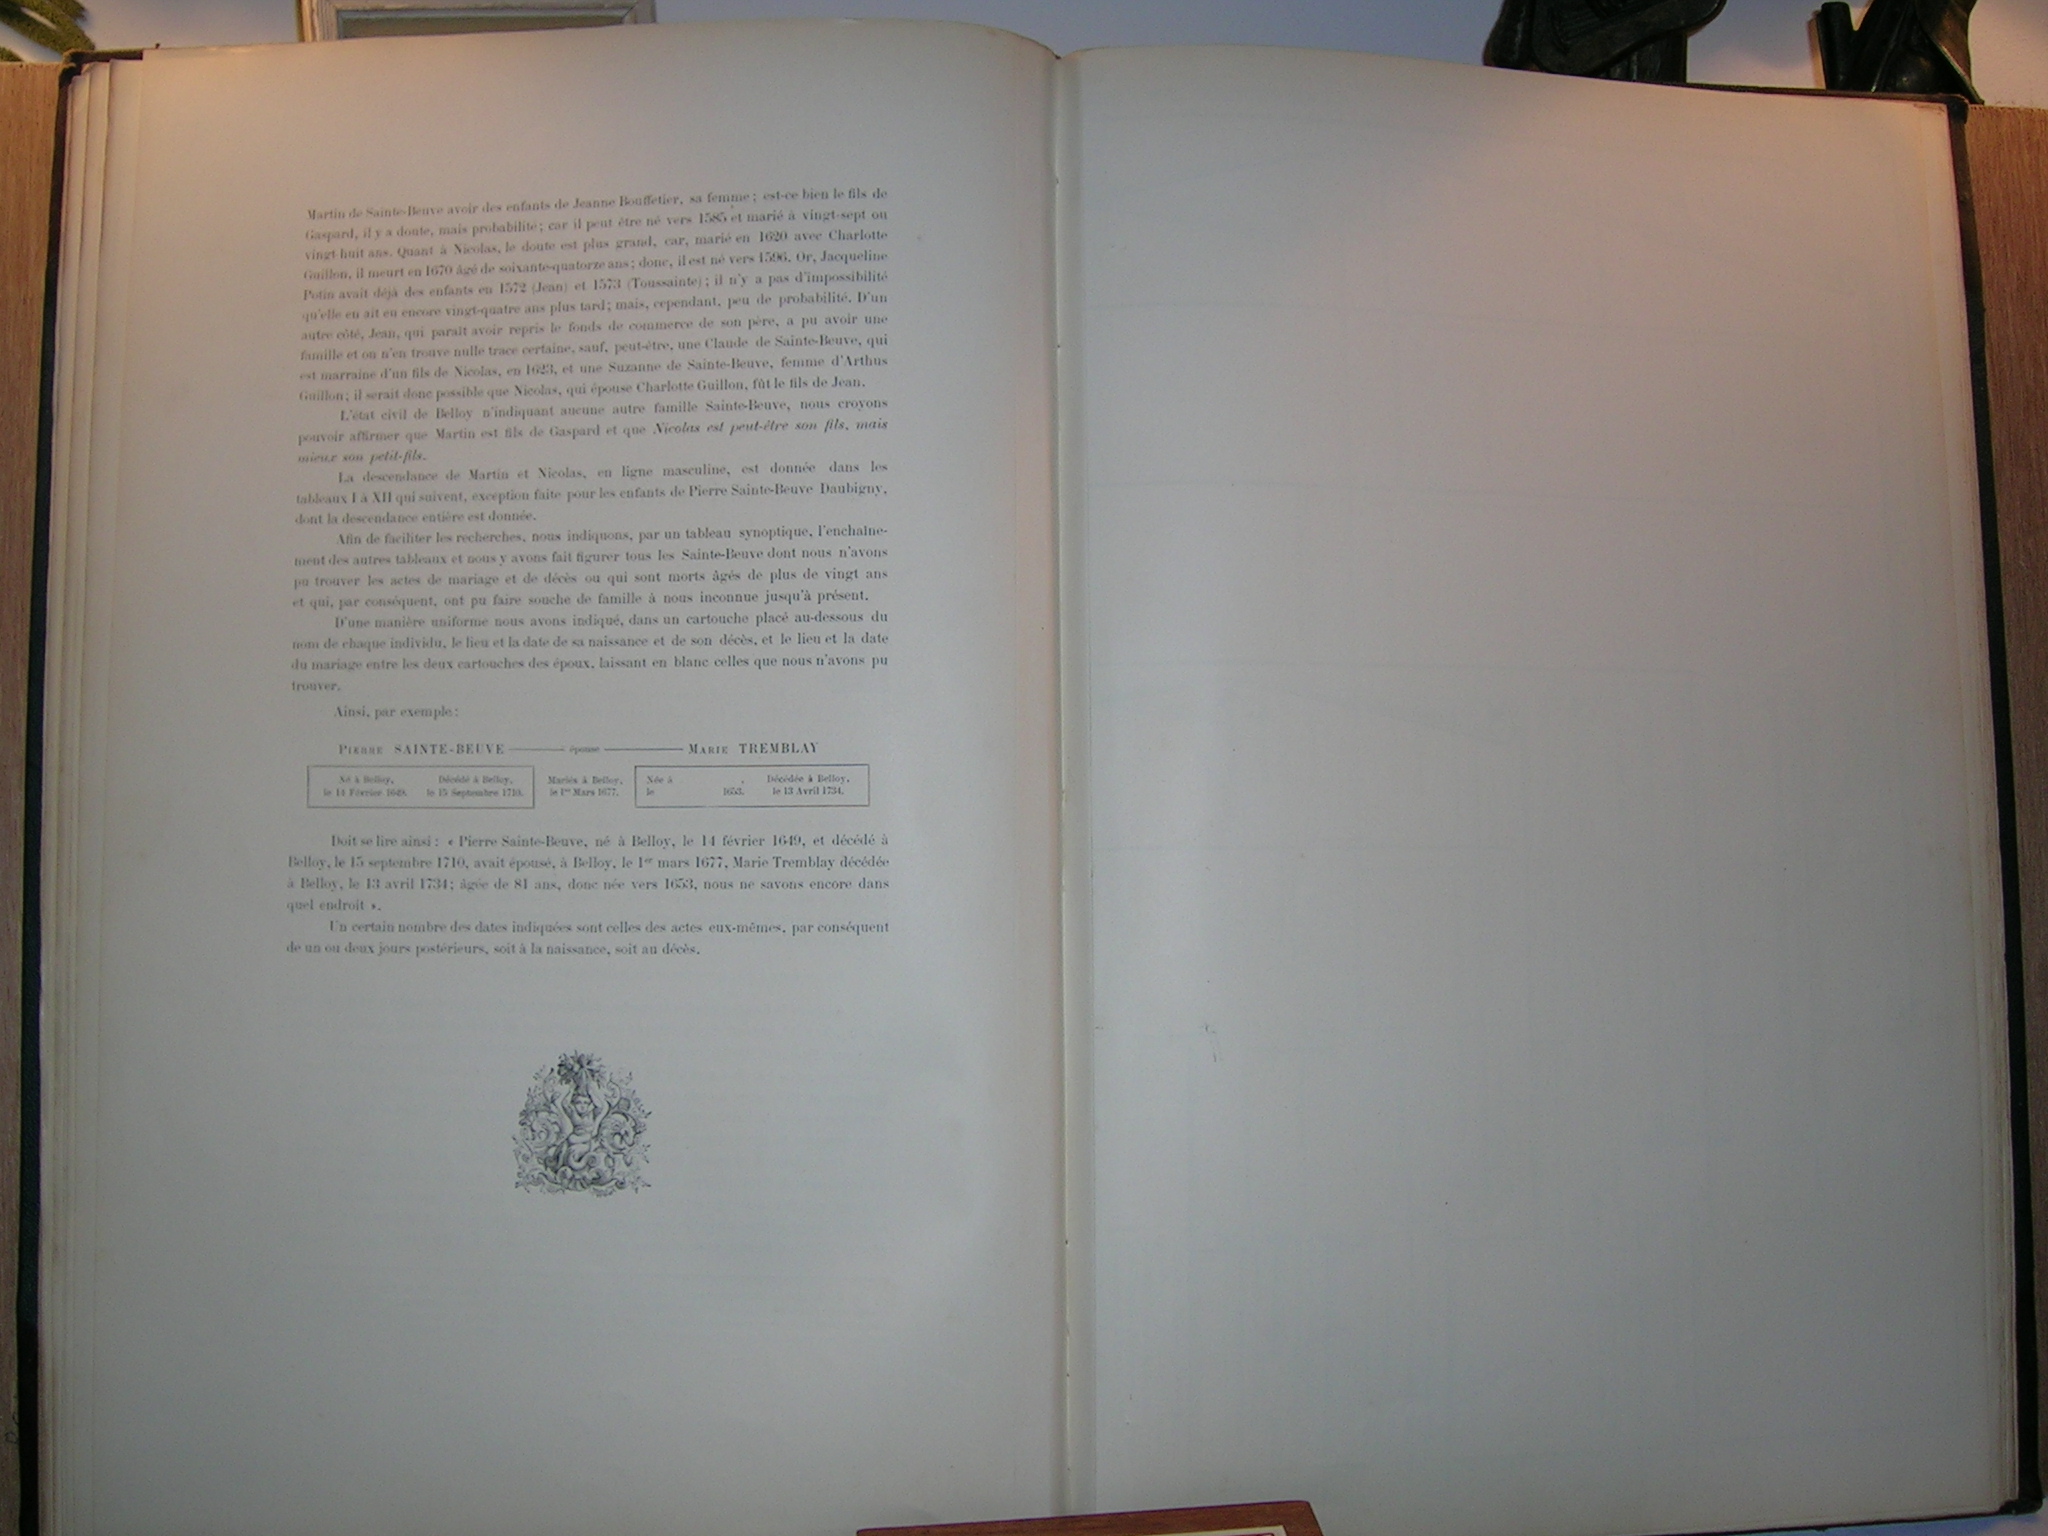 Martin de Sainte-Beuve avoir des enfants de Jeanne Bouffetier, sa femme ; est-ce bien le fils de
Gaspard, il y a doute, mais probabilité ; car il peut être né vers 1585 et marié à vingt-sept ou
vingt-huit ans. Quant à Nicolas, le doute est plus grand, car, marié en 1620 avec Charlotte
Guillon, il meurt en 1670 âgé de soixante-quatorze ans ; donc, il est né vers 1596. Or, Jacqueline
Potin avait déjà des enfants en 1572 (Jean) et 1573 (Toussainte) ; il n'y a pas d'impossibilité
qu'elle en ait eu encore vingt-quatre ans plus tard ; mais, cependant, peu de probabilité. D'un
autre côté, Jean, qui paraît avoir repris le fonds de commerce de son père, a pu avoir une
famille et on n'en trouve nulle trace certaine, sauf, peut-être, une Claude de Sainte-Beuve, qui
est marraine d'un fils de Nicolas, en 1623, et une Suzanne de Sainte-Beuve, femme d'Arthus
Guillon ; il serait donc possible que Nicolas, qui épouse Charlotte Guillon, fût le fils de Jean.
L'état civil de Belloy n'indiquant aucune autre famille Sainte-Beuve, nous croyons
pouvoir affirmer que Martin est fils de Gaspard et que Nicolas est peut-être son fils, mais
mieux son petit-fils.
La descendance de Martin et Nicolas, en ligne masculine, est donnée dans les
tableaux I à XII qui suivent, exception faite pour les enfants de Pierre Sainte-Beuve Daubigny,
dont la descendance entière est donnée.
Afin de faciliter les recherches, nous indiquons, par un tableau synoptique, l'enchaîne-
ment des autres tableaux et nous y avons fait figurer tous les Sainte-Beuve dont nous n'avons
pu trouver les actes de mariage et de décès ou qui sont morts âgés de plus de vingt ans
et qui, par conséquent, ont pu faire souche de famille à nous inconnue jusqu'à présent.
D'une manière uniforme nous avons indiqué, dans un cartouche placé au-dessous du
nom de chaque individu, le lieu et la date de sa naissance et de son décès, et le lieu et la date
du mariage entre les deux cartouches des époux, laissant en blanc celles que nous n'avons pu
trouver.
Ainsi, par exemple :
Pierre SAINTE-BEUVE — épouse — Marie TREMBLAY
Né à Belloy, Décédé à Belloy, Mariés à Belloy, Née à , Décédée à Belloy,
le 14 Février 1649. le 15 Septembre 1710. le 1er Mars 1677. le 1653. le 13 Avril 1734.
Doit se lire ainsi : « Pierre Sainte-Beuve, né à Belloy, le 14 février 1649, et décédé à
Belloy, le 15 septembre 1710, avait épousé, à Belloy, le 1er mars 1677, Marie Tremblay décédée
à Belloy, le 13 avril 1734 ; âgée de 81 ans, donc née vers 1653, nous ne savons encore dans
quel endroit ».
Un certain nombre des dates indiquées sont celles des actes eux-mêmes, par conséquent
de un ou deux jours postérieurs, soit à la naissance, soit au décès.